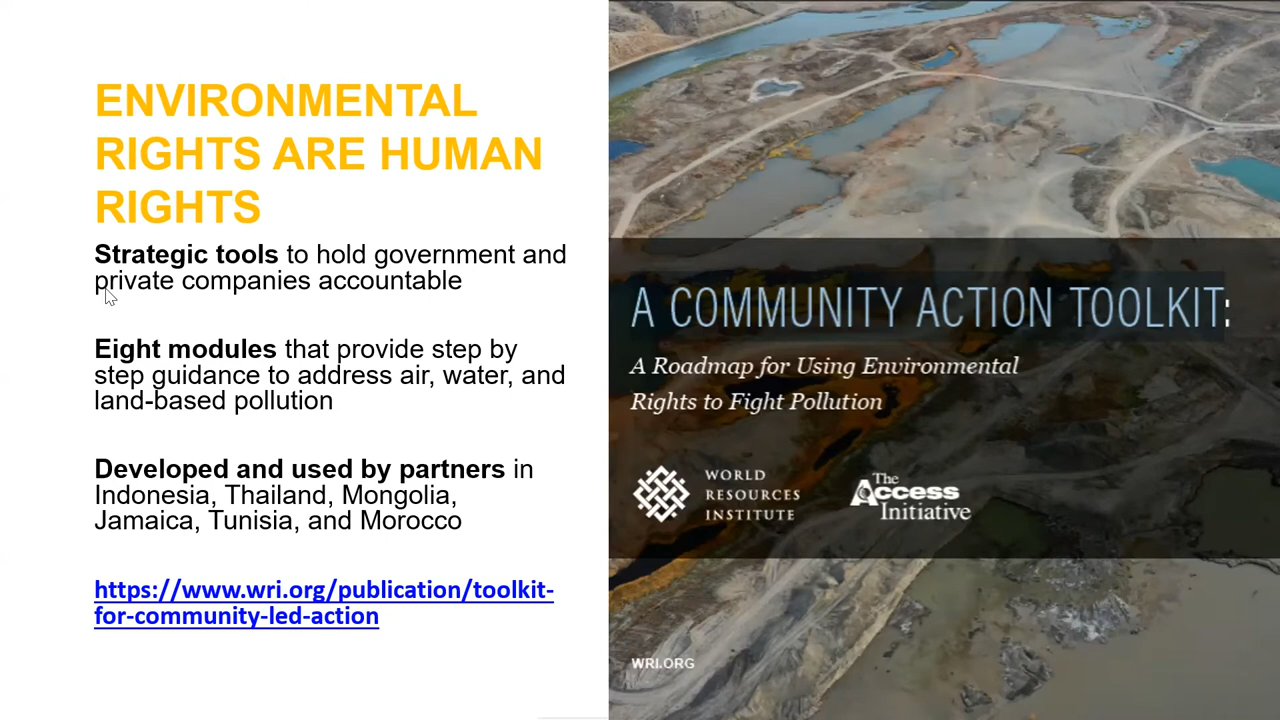 ENVIRONMENTAL
RIGHTS ARE HUMAN
RIGHTS
Strategic tools to hold government and
private companies accountable
Eight modules that provide step by
step guidance to address air, water, and
land-based pollution
Developed and used by partners in
Indonesia, Thailand, Mongolia,
Jamaica, Tunisia, and Morocco
https://www.wri.org/publication/toolkit-
for-community-led-action
A COMMUNITY ACTION TOOLKIT:
A Roadmap for Using Environmental
Rights to Fight Pollution
WORLD
RESOURCES
INSTITUTE
The
Access
Initiative
WRI.ORG